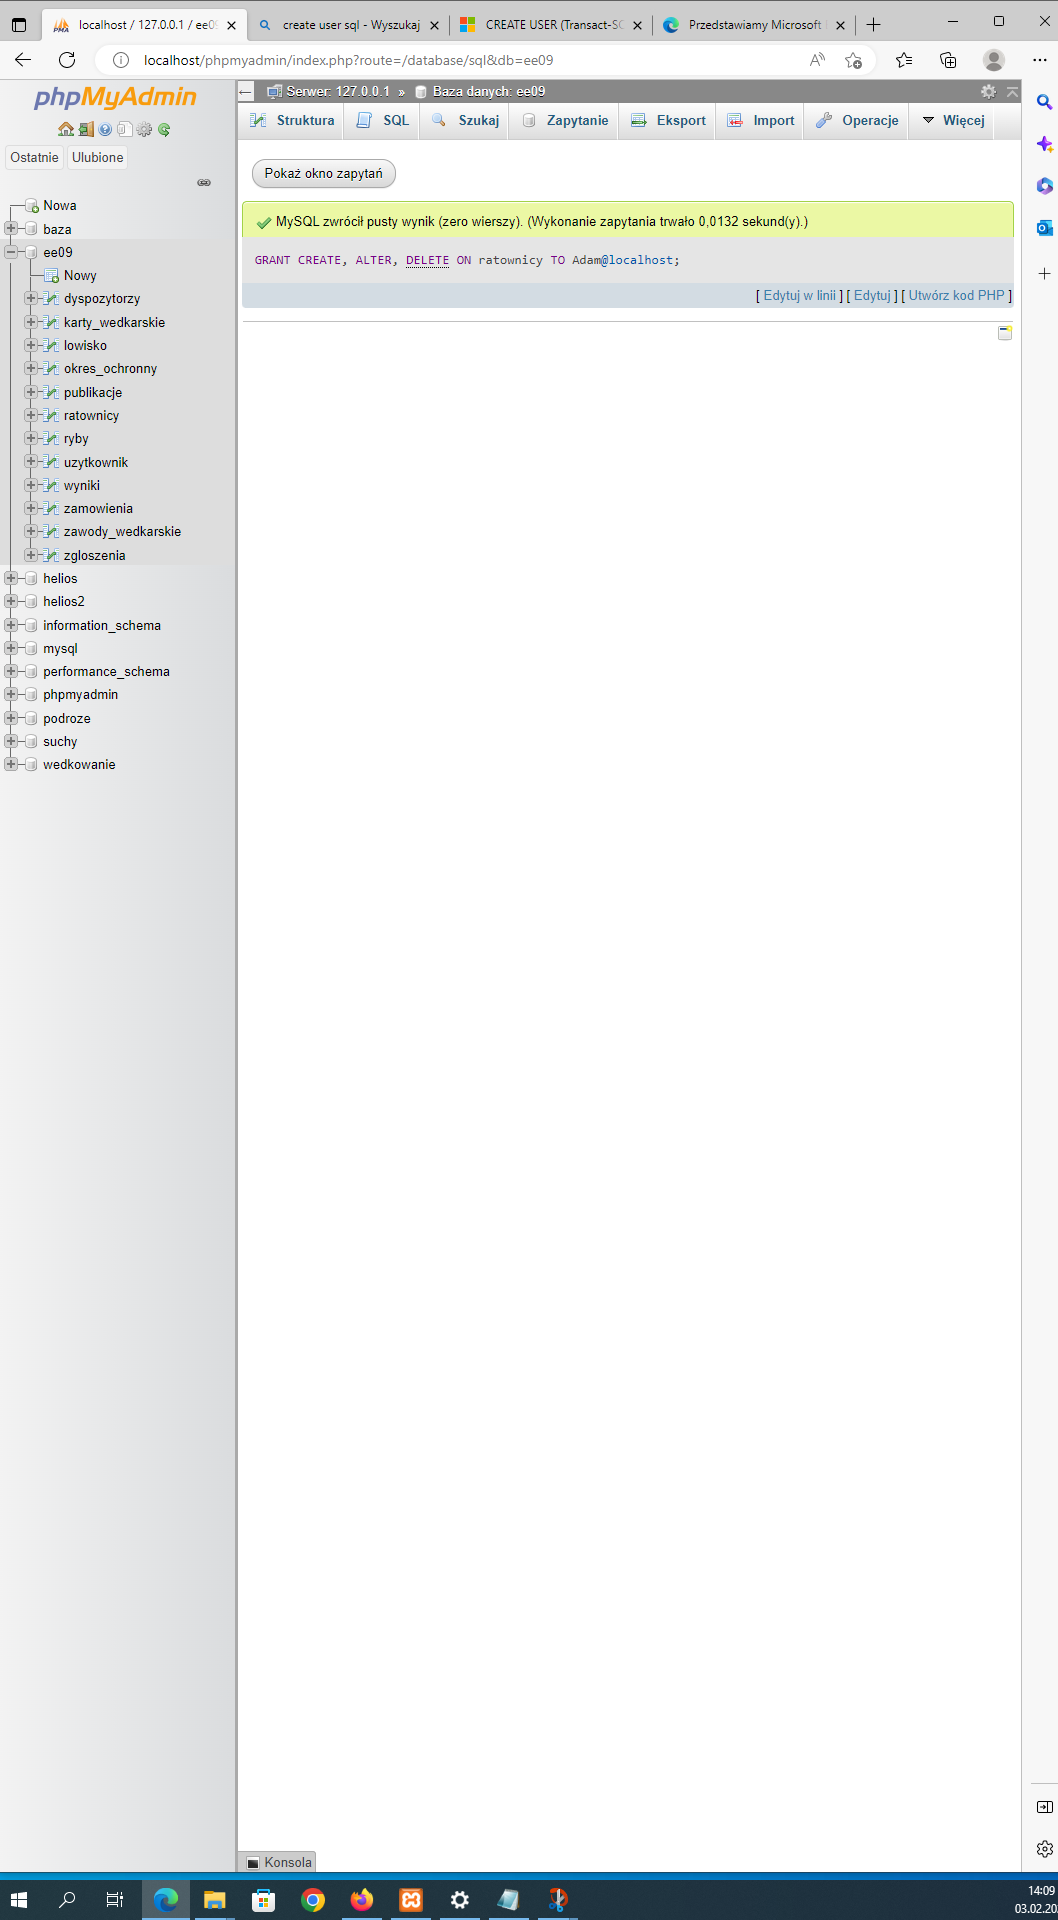 localhost / 127.0.0.1 / ee09
create user sql - Wyszukaj
CREATE USER (Transact-SQ
Przedstawiamy Microsoft
localhost/phpmyadmin/index.php?route=/database/sql&db=ee09
phpMyAdmin
Ostatnie
Ulubione
Nowa
baza
ee09
Nowy
dyspozytorzy
karty_wedkarskie
lowisko
okres_ochronny
publikacje
ratownicy
ryby
uzytkownik
wyniki
zamowienia
zawody_wedkarskie
zgloszenia
helios
helios2
information_schema
mysql
performance_schema
phpmyadmin
podroze
suchy
wedkowanie
Serwer: 127.0.0.1 » Baza danych: ee09
Struktura
SQL
Szukaj
Zapytanie
Eksport
Import
Operacje
Więcej
Pokaż okno zapytań
MySQL zwrócił pusty wynik (zero wierszy). (Wykonanie zapytania trwało 0,0132 sekund(y).)
GRANT CREATE, ALTER, DELETE ON ratownicy TO Adam@localhost;
[ Edytuj w linii ] [ Edytuj ] [ Utwórz kod PHP ]
Konsola
14:09
03.02.20